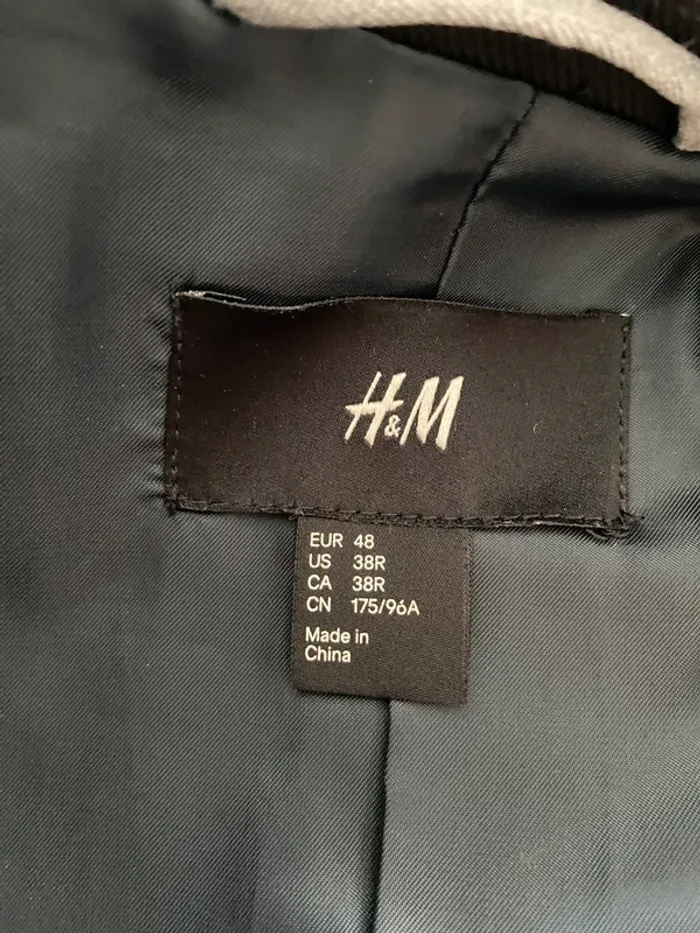 H&M
EUR 48
US 38R
CA 38R
CN 175/96A
Made in
China